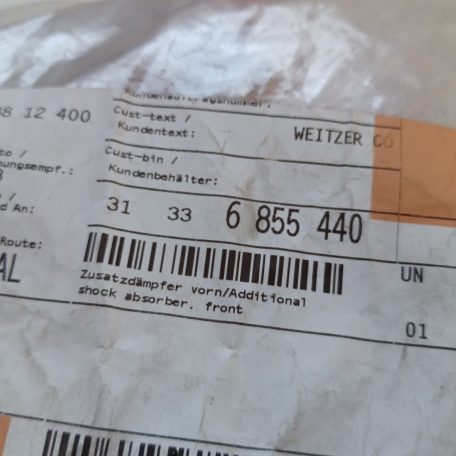 Kundenauftragsnummer:
8 12 400
Cust-text /
Kundentext:
WEITZER CO
to /
ungsempf.:
Cust-bin /
Kundenbehälter:
/
d An:
31 33 6 855 440
Route:
AL
UN
Zusatzdämpfer vorn/Additional
shock absorber. front
01